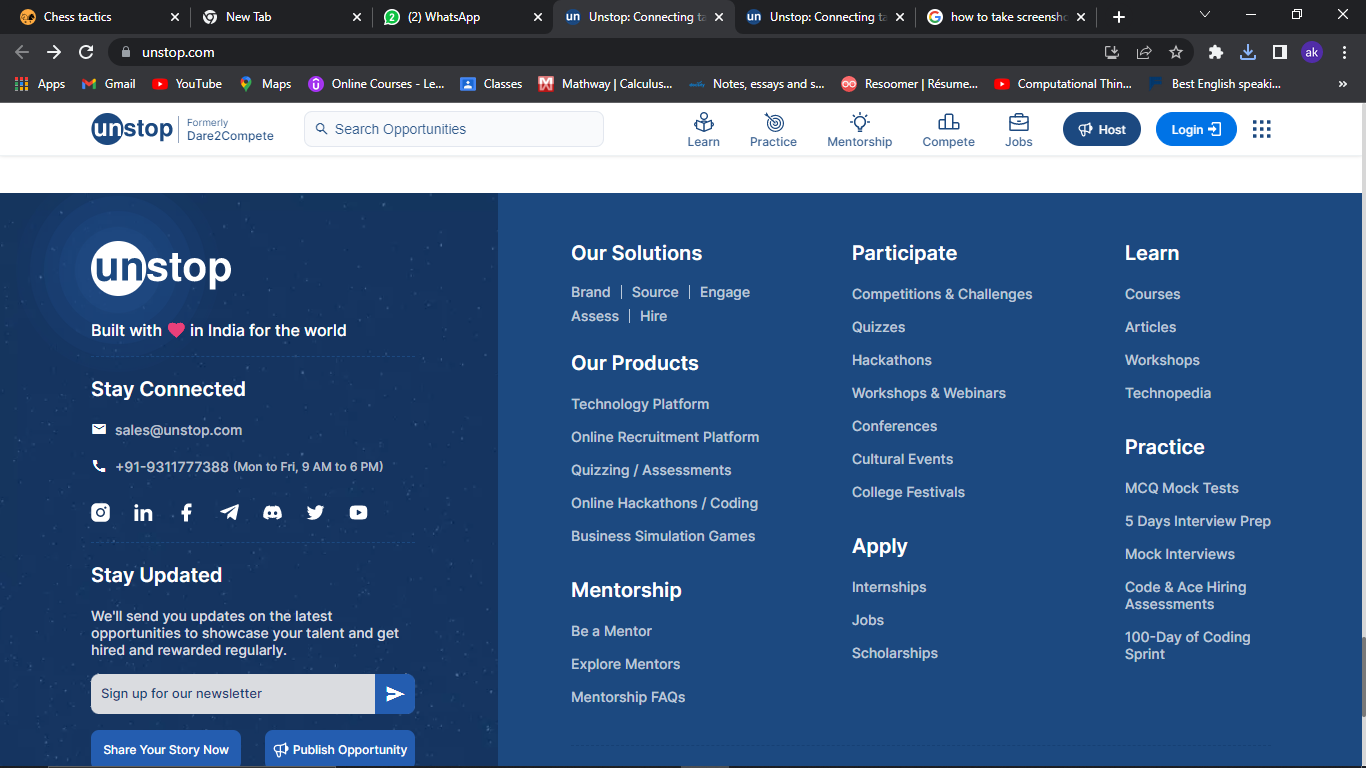 Chess tactics
New Tab
(2) WhatsApp
Unstop: Connecting ta
Unstop: Connecting ta
how to take screensho
unstop.com
ak
Apps
Gmail
YouTube
Maps
Online Courses - Le...
Classes
Mathway | Calculus...
Notes, essays and s...
Resoomer | Résume...
Computational Thin...
Best English speaki...
unstop
Formerly
Dare2Compete
Search Opportunities
Learn
Practice
Mentorship
Compete
Jobs
Host
Login
unstop
Built with ❤ in India for the world
Stay Connected
sales@unstop.com
+91-9311777388 (Mon to Fri, 9 AM to 6 PM)
Stay Updated
We'll send you updates on the latest
opportunities to showcase your talent and get
hired and rewarded regularly.
Sign up for our newsletter
Share Your Story Now
Publish Opportunity
Our Solutions
Brand | Source | Engage
Assess | Hire
Our Products
Technology Platform
Online Recruitment Platform
Quizzing / Assessments
Online Hackathons / Coding
Business Simulation Games
Mentorship
Be a Mentor
Explore Mentors
Mentorship FAQs
Participate
Competitions & Challenges
Quizzes
Hackathons
Workshops & Webinars
Conferences
Cultural Events
College Festivals
Apply
Internships
Jobs
Scholarships
Learn
Courses
Articles
Workshops
Technopedia
Practice
MCQ Mock Tests
5 Days Interview Prep
Mock Interviews
Code & Ace Hiring
Assessments
100-Day of Coding
Sprint